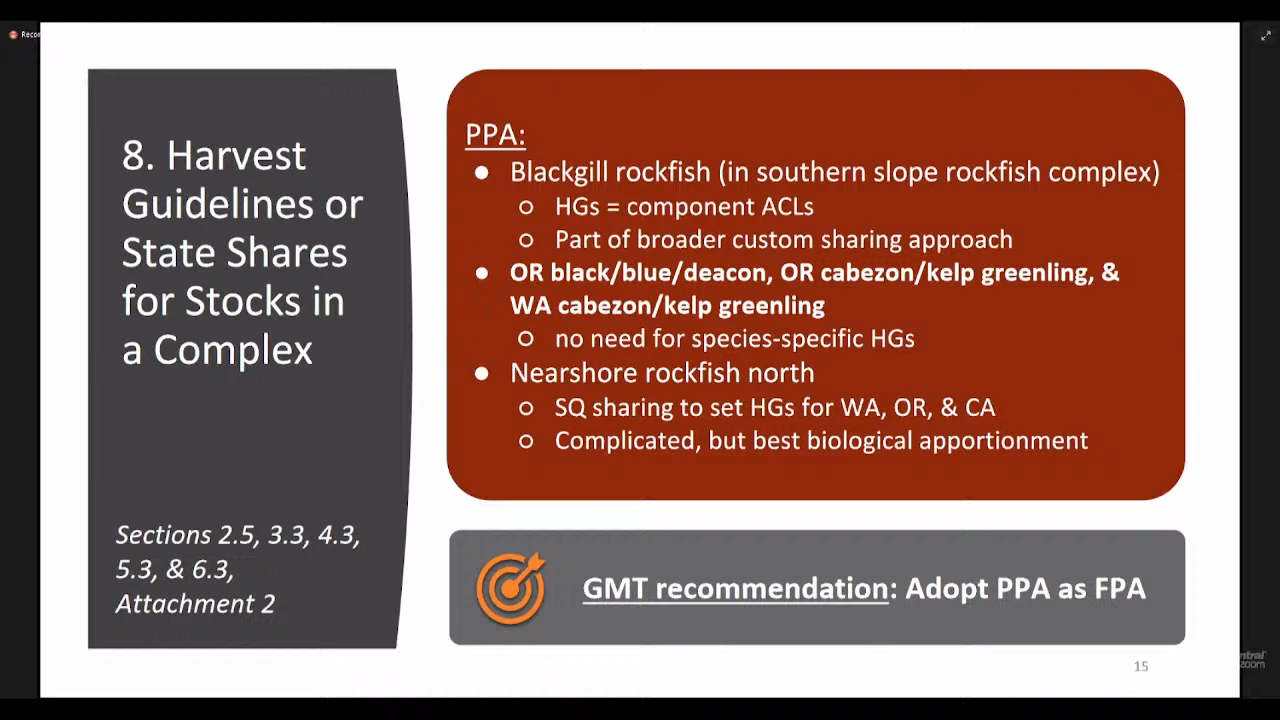 Recor
8. Harvest
Guidelines or
State Shares
for Stocks in
a Complex
Sections 2.5, 3.3, 4.3,
5.3, & 6.3,
Attachment 2
PPA:
● Blackgill rockfish (in southern slope rockfish complex)
○ HGs = component ACLs
○ Part of broader custom sharing approach
● OR black/blue/deacon, OR cabezon/kelp greenling, &
WA cabezon/kelp greenling
○ no need for species-specific HGs
● Nearshore rockfish north
○ SQ sharing to set HGs for WA, OR, & CA
○ Complicated, but best biological apportionment
GMT recommendation: Adopt PPA as FPA
15
zoom